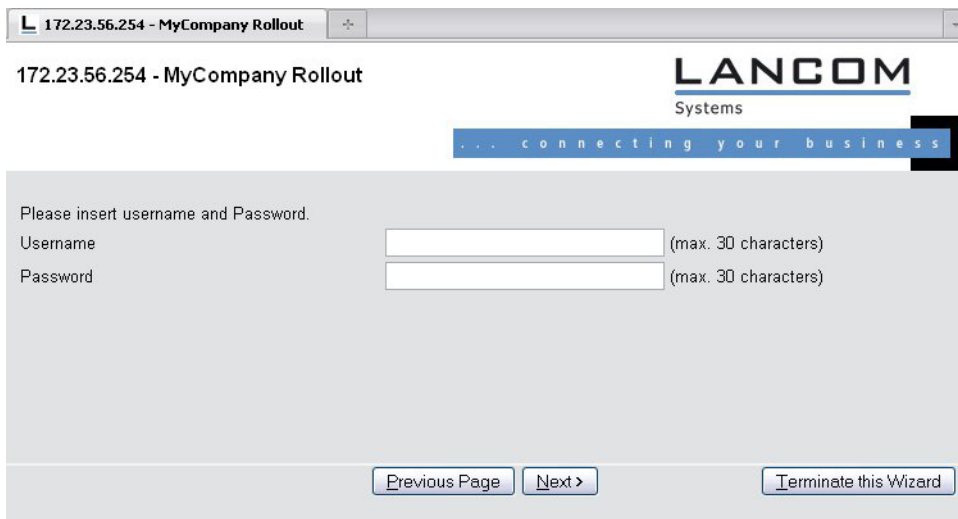 172.23.56.254 - MyCompany Rollout
172.23.56.254 - MyCompany Rollout
LANCOM
Systems
... connecting your business
Please insert username and Password.
Username (max. 30 characters)
Password (max. 30 characters)
Previous Page Next > Terminate this Wizard